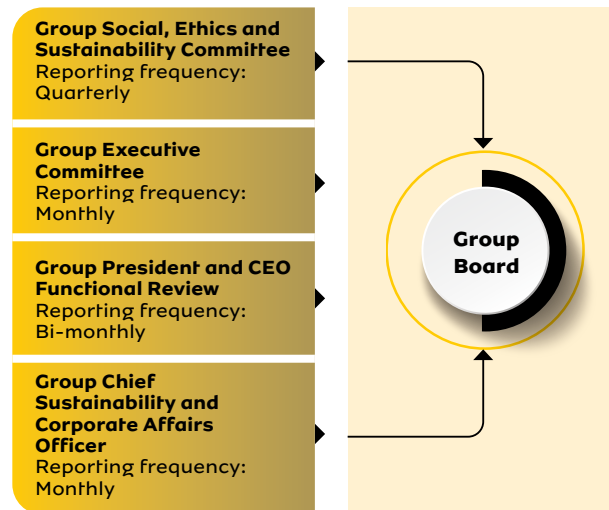 Group Social, Ethics and
Sustainability Committee
Reporting frequency:
Quarterly
Group Executive
Committee
Reporting frequency:
Monthly
Group President and CEO
Functional Review
Reporting frequency:
Bi-monthly
Group Chief
Sustainability and
Corporate Affairs
Officer
Reporting frequency:
Monthly
Group
Board